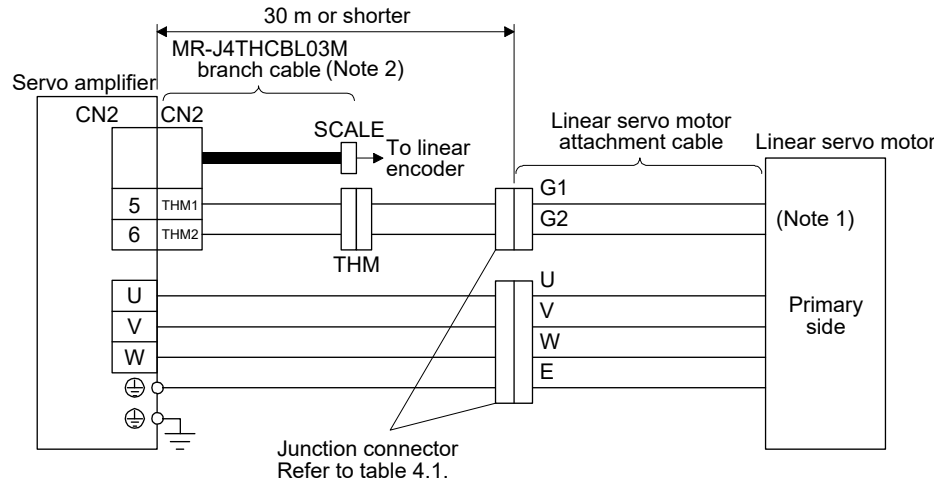 30 m or shorter
MR-J4THCBL03M
branch cable (Note 2)
Servo amplifier
CN2
CN2
SCALE
To linear
encoder
Linear servo motor
attachment cable
Linear servo motor
G1
5
THM1
G2
(Note 1)
6
THM2
THM
U
U
V
V
Primary
side
W
W
E
Junction connector
Refer to table 4.1.